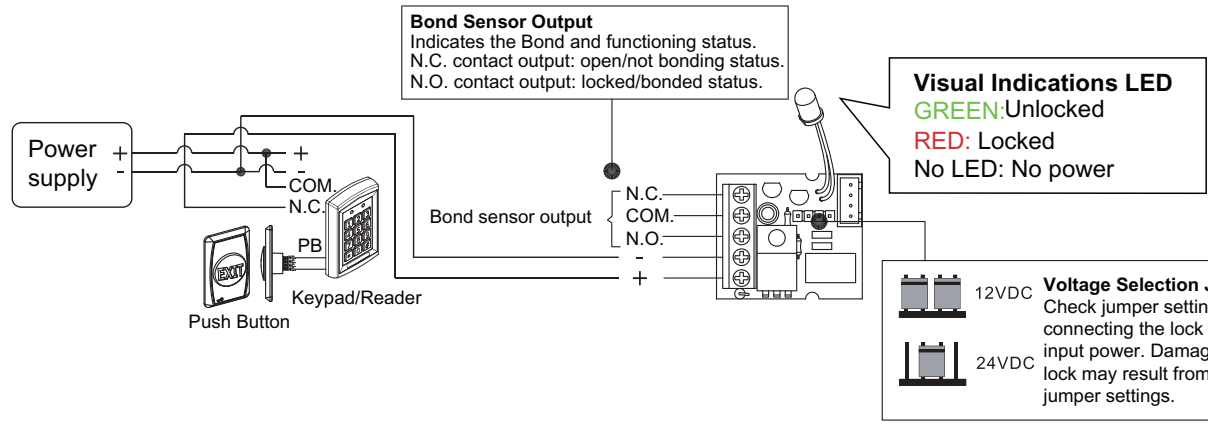 Bond Sensor Output
Indicates the Bond and functioning status.
N.C. contact output: open/not bonding status.
N.O. contact output: locked/bonded status.
Visual Indications LED
GREEN:Unlocked
RED: Locked
No LED: No power
Power
supply
+
-
+
-
COM.
N.C.
PB
EXIT
Keypad/Reader
Push Button
Bond sensor output
N.C.
COM.
N.O.
-
+
12VDC
24VDC
Voltage Selection J
Check jumper settin
connecting the lock
input power. Damag
lock may result from
jumper settings.